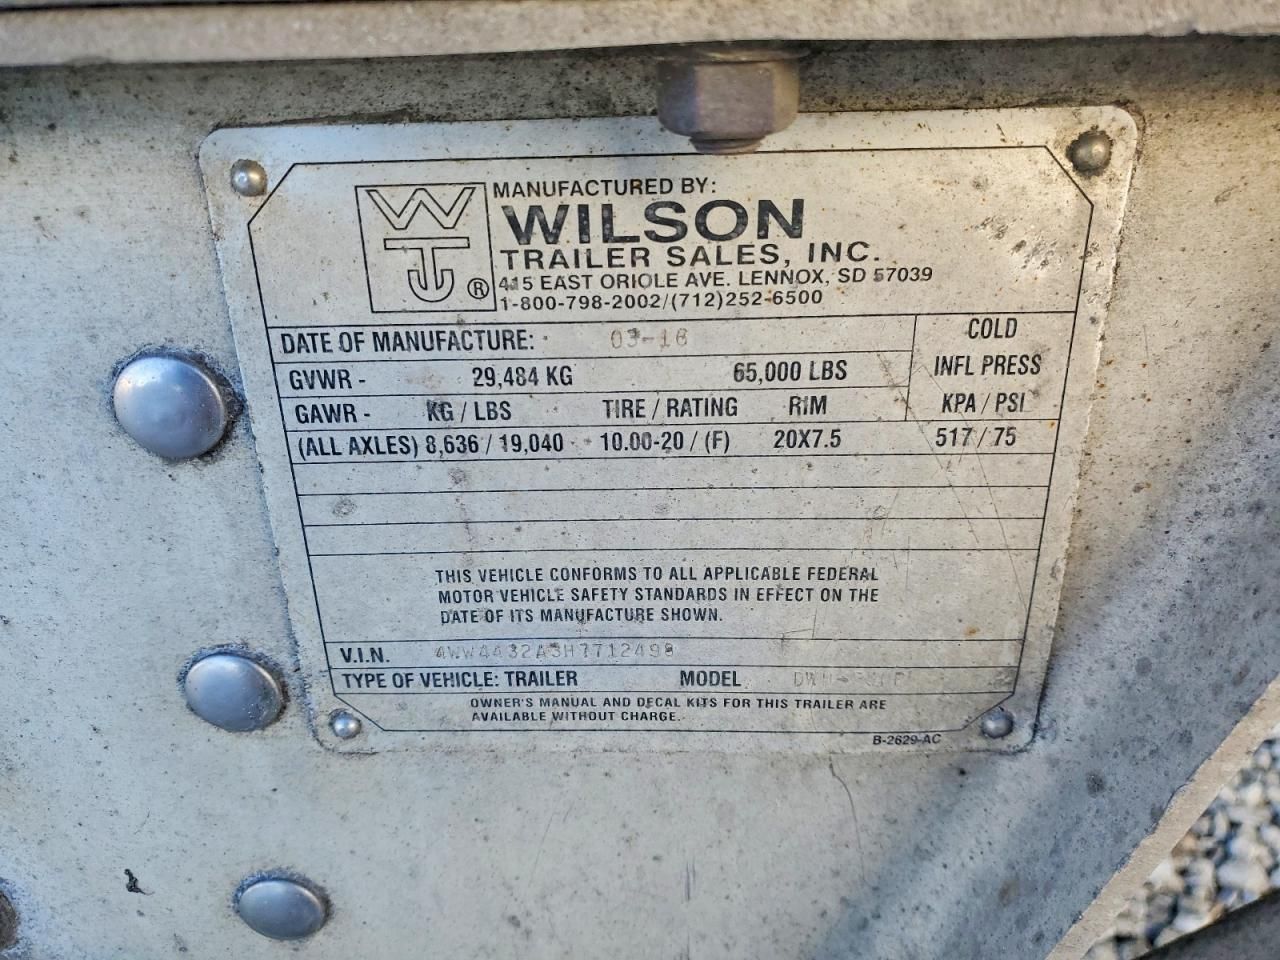 WT
®
MANUFACTURED BY:
WILSON
TRAILER SALES, INC.
415 EAST ORIOLE AVE. LENNOX, SD 57039
1-800-798-2002/(712)252-6500
DATE OF MANUFACTURE: 03-16
COLD
INFL PRESS
KPA / PSI
GVWR - 29,484 KG 65,000 LBS
GAWR - KG / LBS TIRE / RATING RIM
(ALL AXLES) 8,636 / 19,040 10.00-20 / (F) 20X7.5 517 / 75
THIS VEHICLE CONFORMS TO ALL APPLICABLE FEDERAL
MOTOR VEHICLE SAFETY STANDARDS IN EFFECT ON THE
DATE OF ITS MANUFACTURE SHOWN.
V.I.N.
TYPE OF VEHICLE: TRAILER MODEL
OWNER'S MANUAL AND DECAL KITS FOR THIS TRAILER ARE
AVAILABLE WITHOUT CHARGE.
B-2629-AC